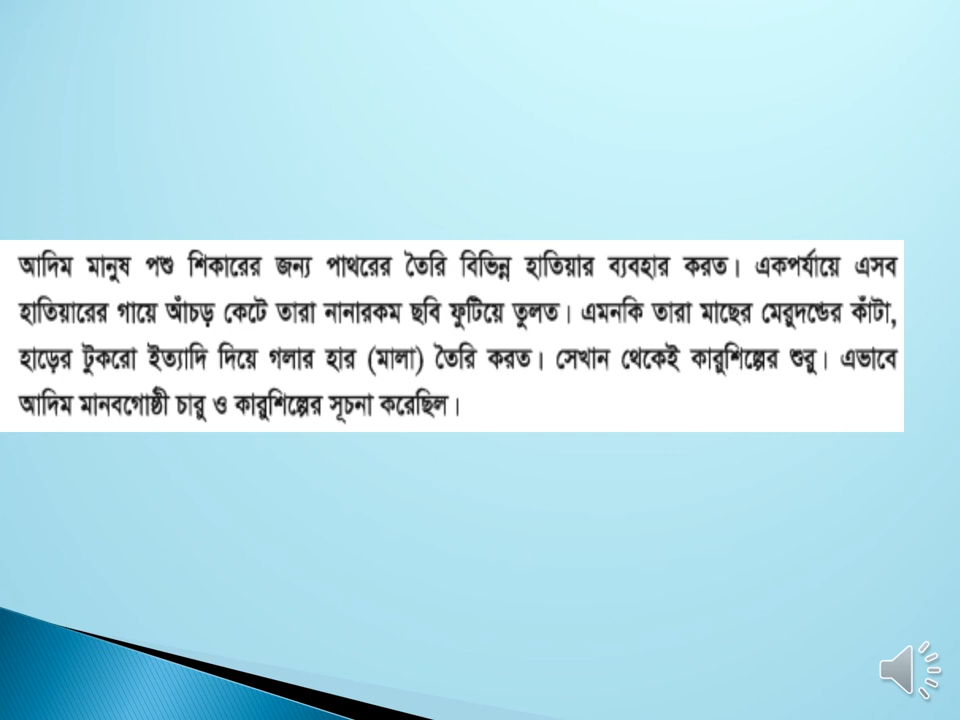 আদিম মানুষ পশু শিকারের জন্য পাথরের তৈরি বিভিন্ন হাতিয়ার ব্যবহার করত। একপর্যায়ে এসব
হাতিয়ারের গায়ে আঁচড় কেটে তারা নানারকম ছবি ফুটিয়ে তুলত। এমনকি তারা মাছের মেরুদন্ডের কাঁটা,
হাড়ের টুকরো ইত্যাদি দিয়ে গলার হার (মালা) তৈরি করত। সেখান থেকেই কারুশিল্পের শুরু। এভাবে
আদিম মানবগোষ্ঠী চারু ও কারুশিল্পের সূচনা করেছিল।